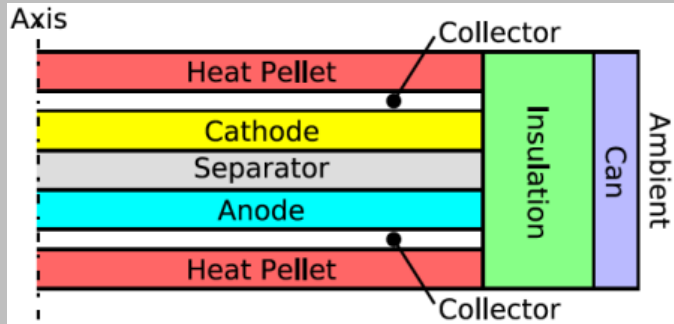 Axis
Collector
Heat Pellet
Cathode
Separator
Anode
Heat Pellet
Collector
Insulation
Can
Ambient